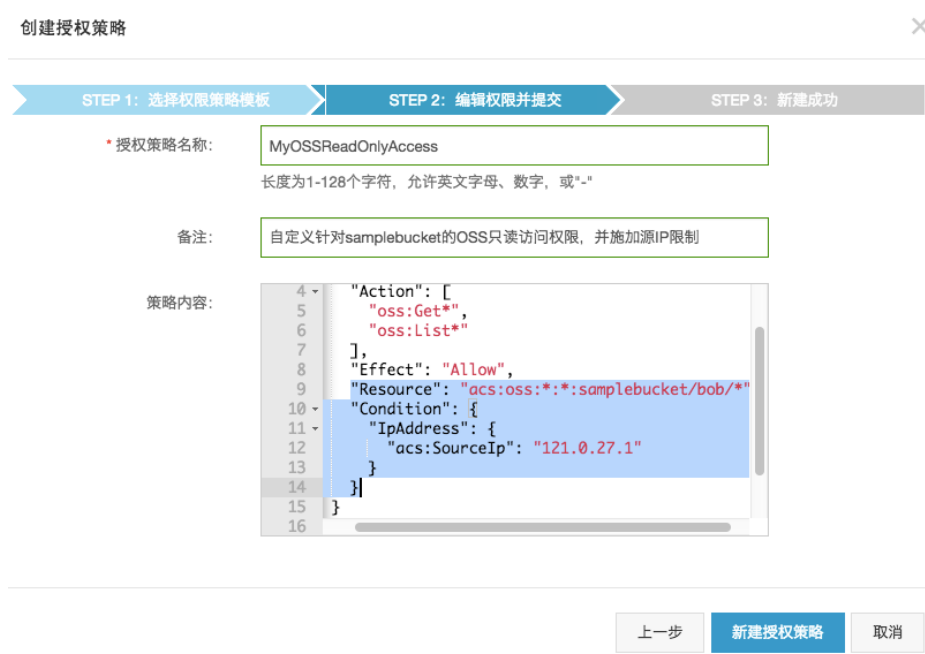 创建授权策略
STEP 1：选择权限策略模板
STEP 2：编辑权限并提交
STEP 3：新建成功
* 授权策略名称:
MyOSSReadOnlyAccess
长度为1-128个字符，允许英文字母、数字，或"-"
备注:
自定义针对samplebucket的OSS只读访问权限，并施加源IP限制
策略内容:
4 "Action": [
5 "oss:Get*",
6 "oss:List*"
7 ],
8 "Effect": "Allow",
9 "Resource": "acs:oss:*:*:samplebucket/bob/*"
10 "Condition": {
11 "IpAddress": {
12 "acs:SourceIp": "121.0.27.1"
13 }
14 }
15 }
16
上一步
新建授权策略
取消